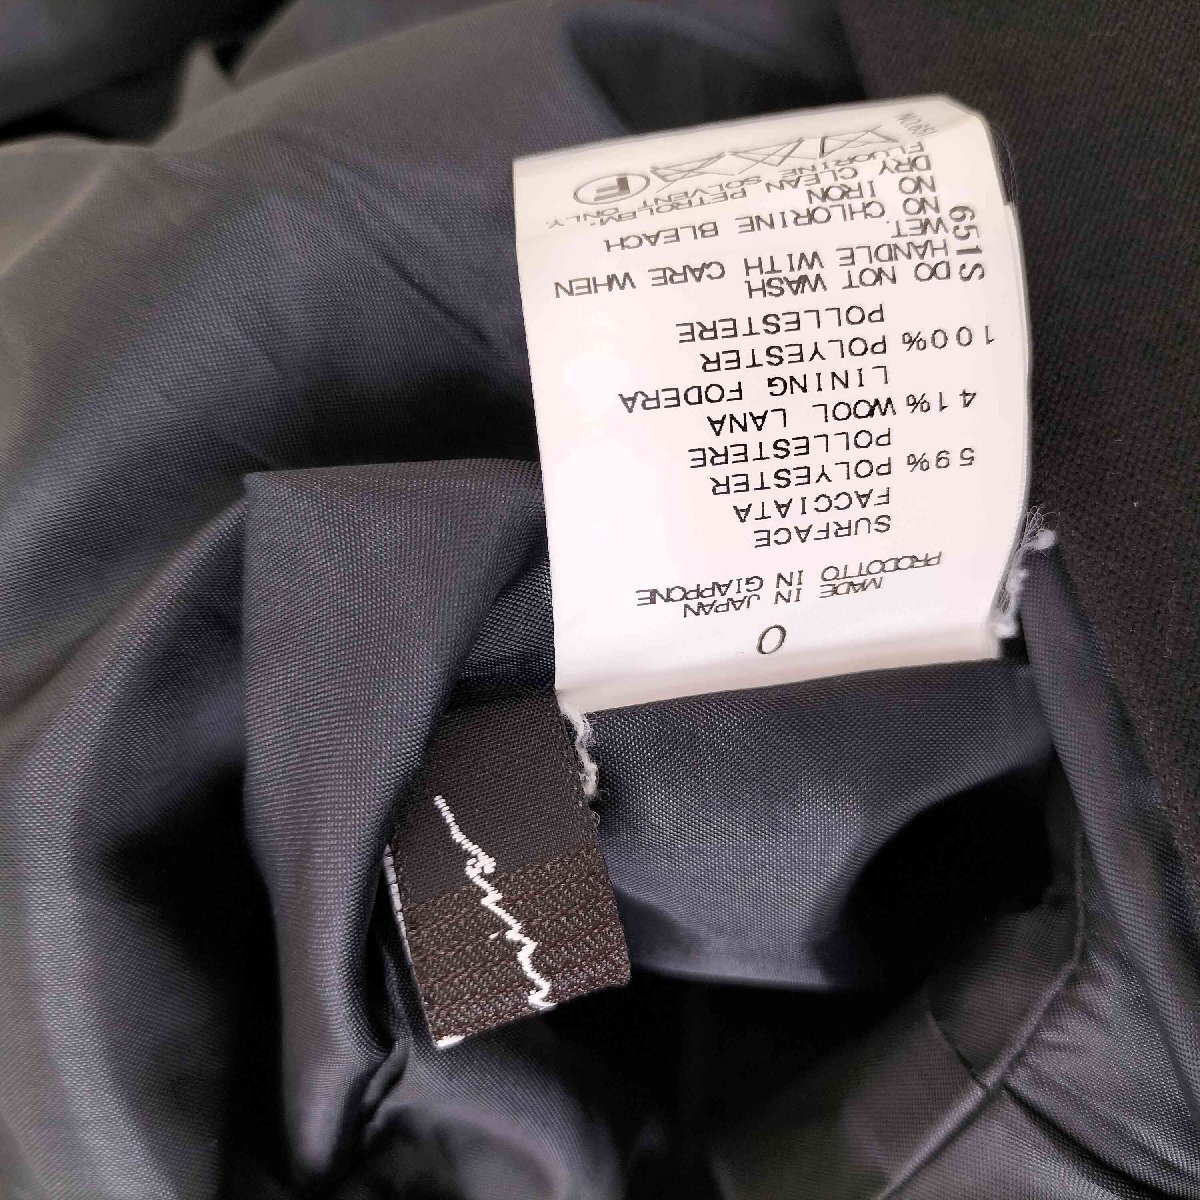 0
MADE IN JAPAN
PRODOTTO IN GIAPPONE
SURFACE
FACCIATA
59% POLYESTER
POLLESTERE
41% WOOL LANA
LINING FODERA
100% POLYESTER
POLLESTERE
651S DO NOT WASH
HANDLE WITH CARE WHEN
WET.
NO CHLORINE BLEACH
NO IRON
DRY CLEAN PETROLEM-
FLUORINE SOLVENT ONLY.
F